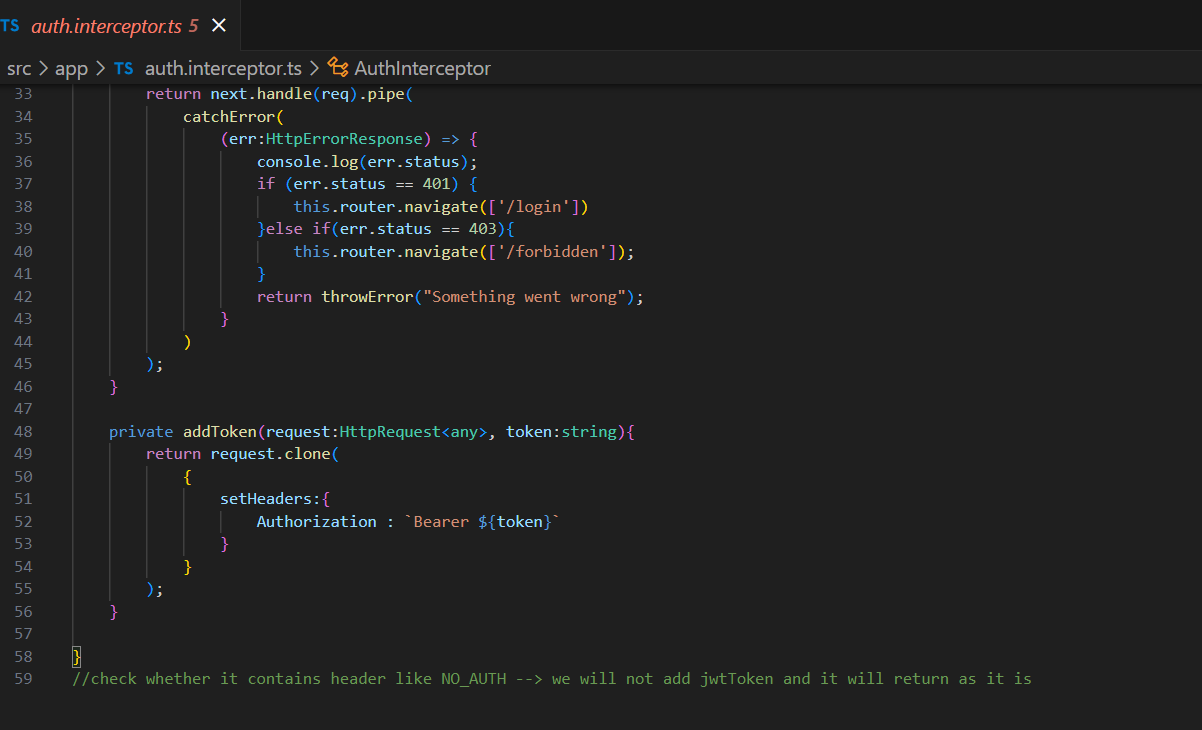 TS auth.interceptor.ts 5 ×
src > app > TS auth.interceptor.ts > AuthInterceptor
33 return next.handle(req).pipe(
34 catchError(
35 (err:HttpErrorResponse) => {
36 console.log(err.status);
37 if (err.status == 401) {
38 this.router.navigate(['/login'])
39 }else if(err.status == 403){
40 this.router.navigate(['/forbidden']);
41 }
42 return throwError("Something went wrong");
43 }
44 )
45 );
46 }
47
48 private addToken(request:HttpRequest<any>, token:string){
49 return request.clone(
50 {
51 setHeaders:{
52 Authorization : `Bearer ${token}`
53 }
54 }
55 );
56 }
57
58 }
59 //check whether it contains header like NO_AUTH --> we will not add jwtToken and it will return as it is